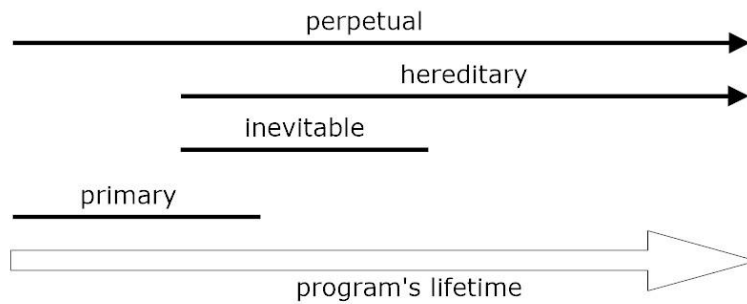 perpetual
hereditary
inevitable
primary
program's lifetime